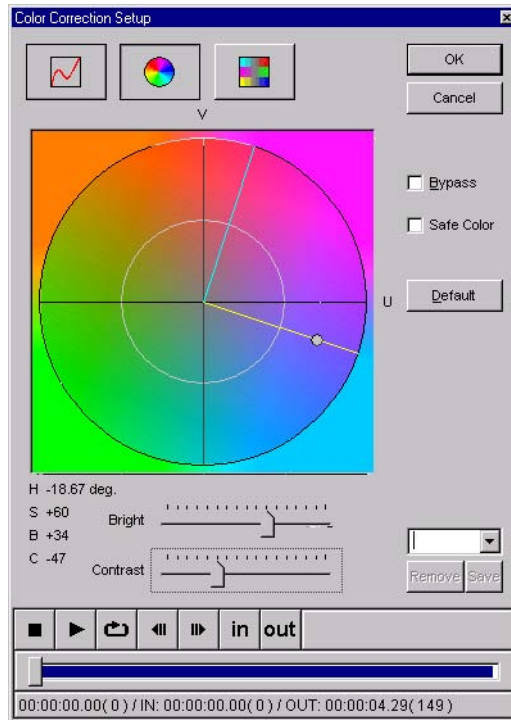 Color Correction Setup
OK
Cancel
V
Bypass
Safe Color
U
Default
H -18.67 deg.
S +60
B +34
C -47
Bright
Contrast
Remove
Save
in
out
00:00:00.00( 0 ) / IN: 00:00:00.00( 0 ) / OUT: 00:00:04.29( 149 )